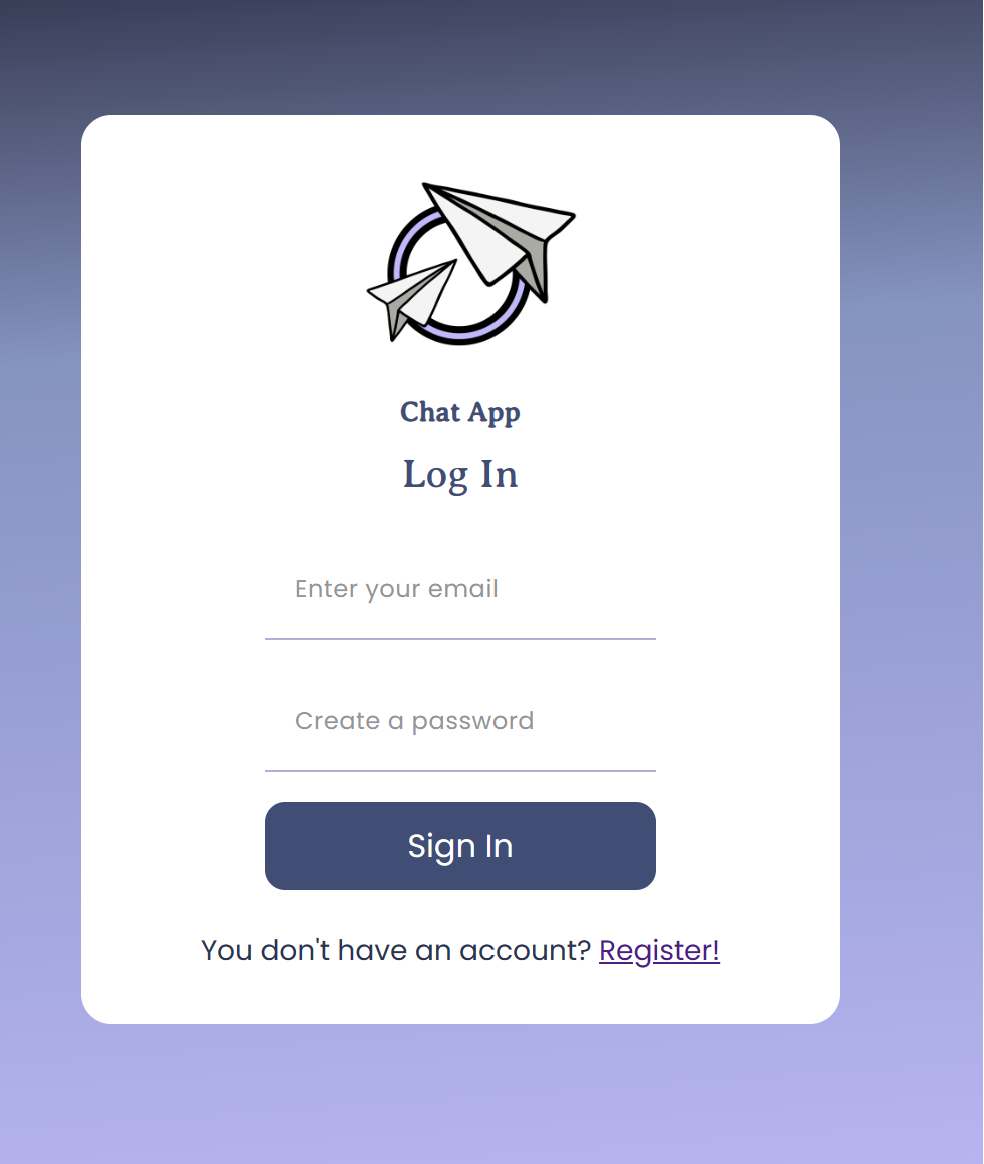 Chat App
Log In
Enter your email
Create a password
Sign In
You don't have an account? Register!